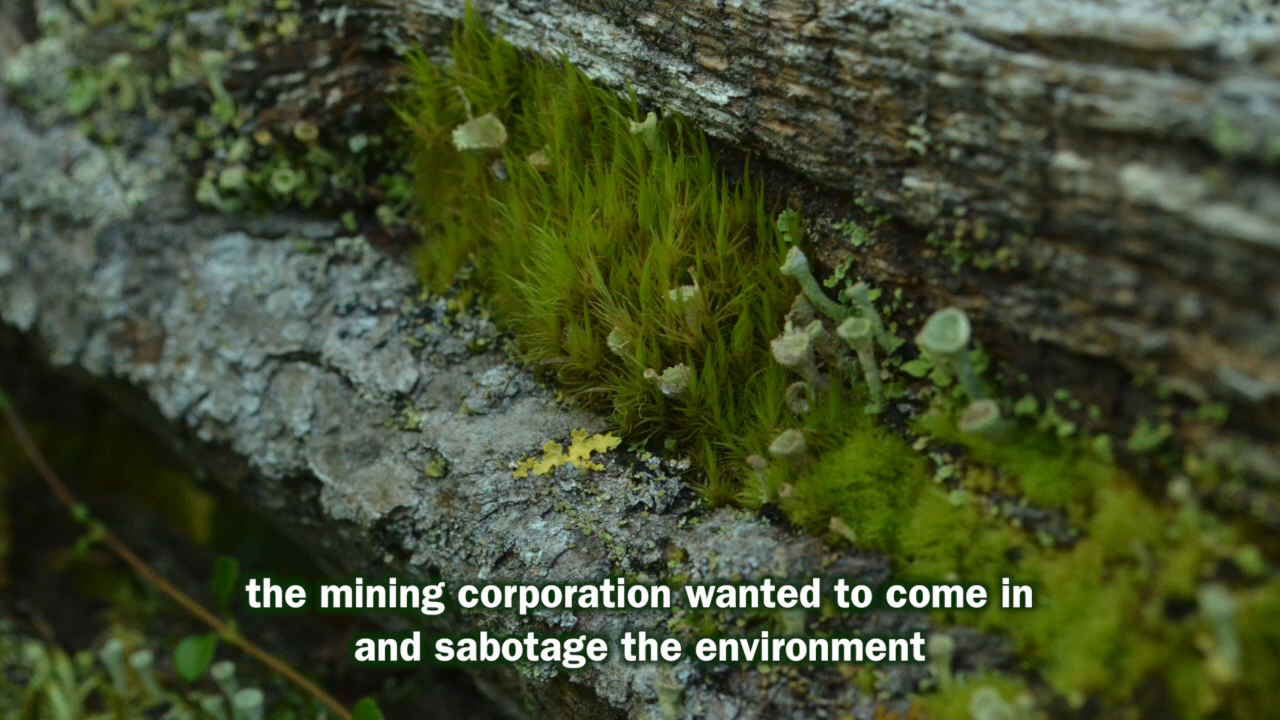 the mining corporation wanted to come in
and sabotage the environment